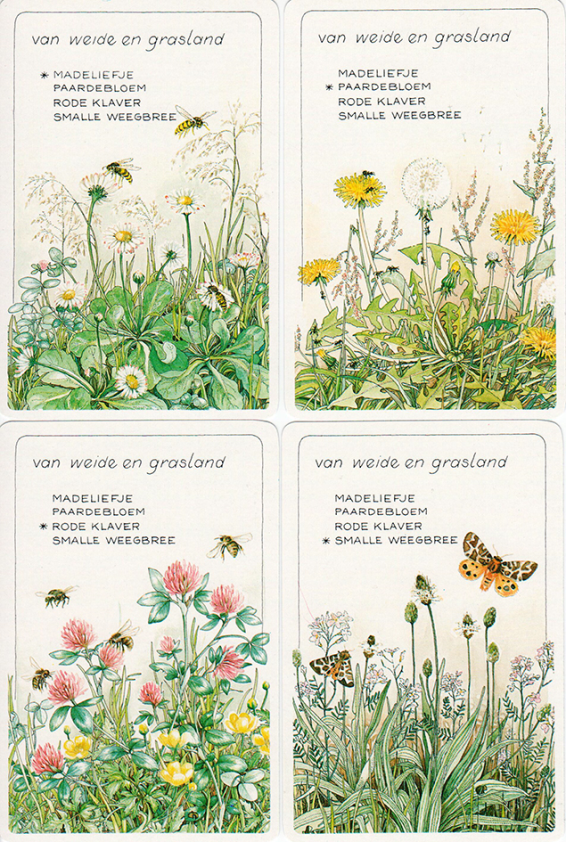 van weide en grasland
* MADELIEFJE
PAARDEBLOEM
RODE KLAVER
SMALLE WEEGBREE
van weide en grasland
MADELIEFJE
* PAARDEBLOEM
RODE KLAVER
SMALLE WEEGBREE
van weide en grasland
MADELIEFJE
PAARDEBLOEM
* RODE KLAVER
SMALLE WEEGBREE
van weide en grasland
MADELIEFJE
PAARDEBLOEM
RODE KLAVER
* SMALLE WEEGBREE